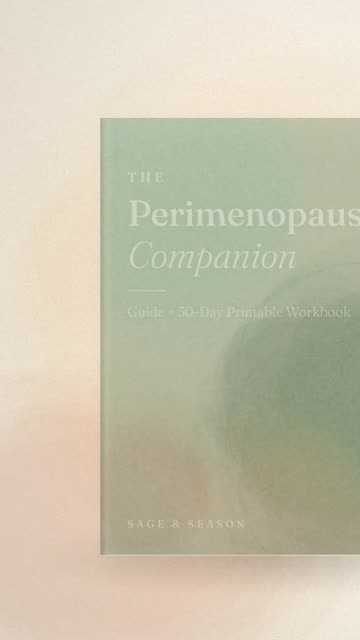 THE
Perimenopaus
Companion
Guide + 30-Day Printable Workbook
SAGE & SEASON